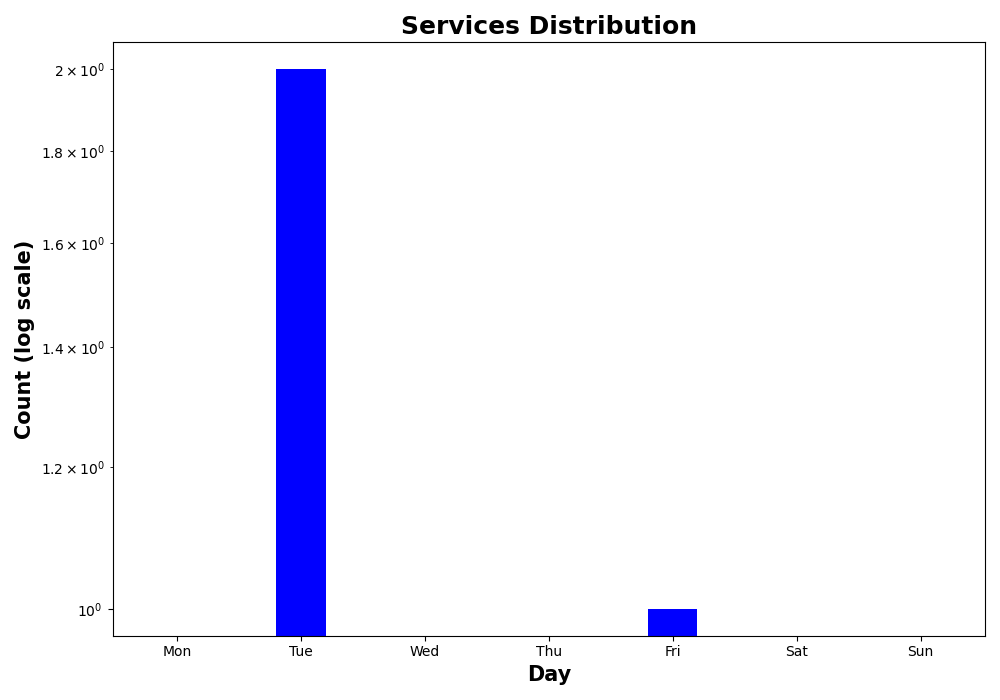 Services Distribution
Count (log scale)
2 × 10⁰
1.8 × 10⁰
1.6 × 10⁰
1.4 × 10⁰
1.2 × 10⁰
10⁰
Mon Tue Wed Thu Fri Sat Sun
Day